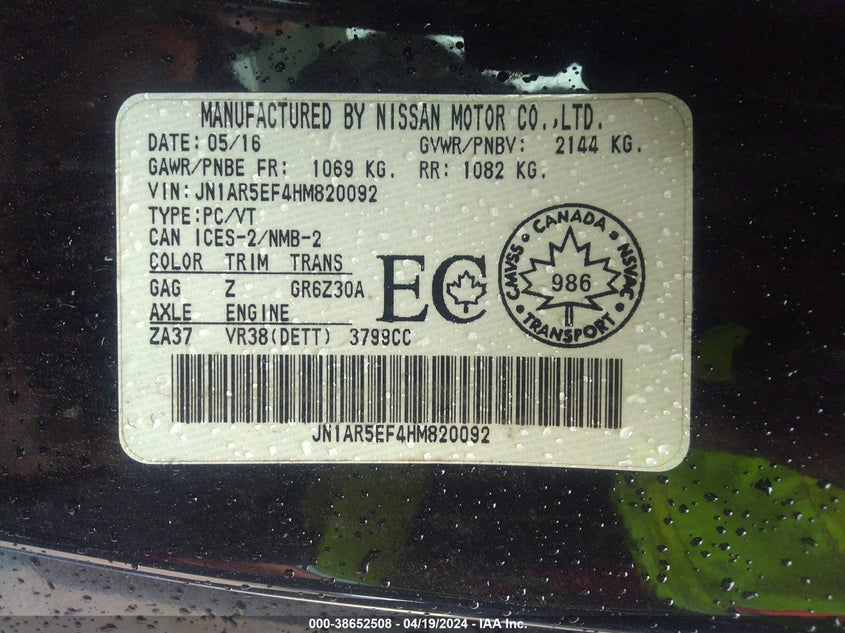 MANUFACTURED BY NISSAN MOTOR CO.,LTD.
DATE: 05/16 GVWR/PNBV: 2144 KG.
GAWR/PNBE FR: 1069 KG. RR: 1082 KG.
VIN: JN1AR5EF4HM820092
TYPE:PC/VT
CAN ICES-2/NMB-2
COLOR TRIM TRANS
GAG Z GR6Z30A
AXLE ENGINE
ZA37 VR38(DETT) 3799CC
EC
CANADA
CMVSS NSVAC
986
TRANSPORT
JN1AR5EF4HM820092
000-38652508 - 04/19/2024 - IAA Inc.